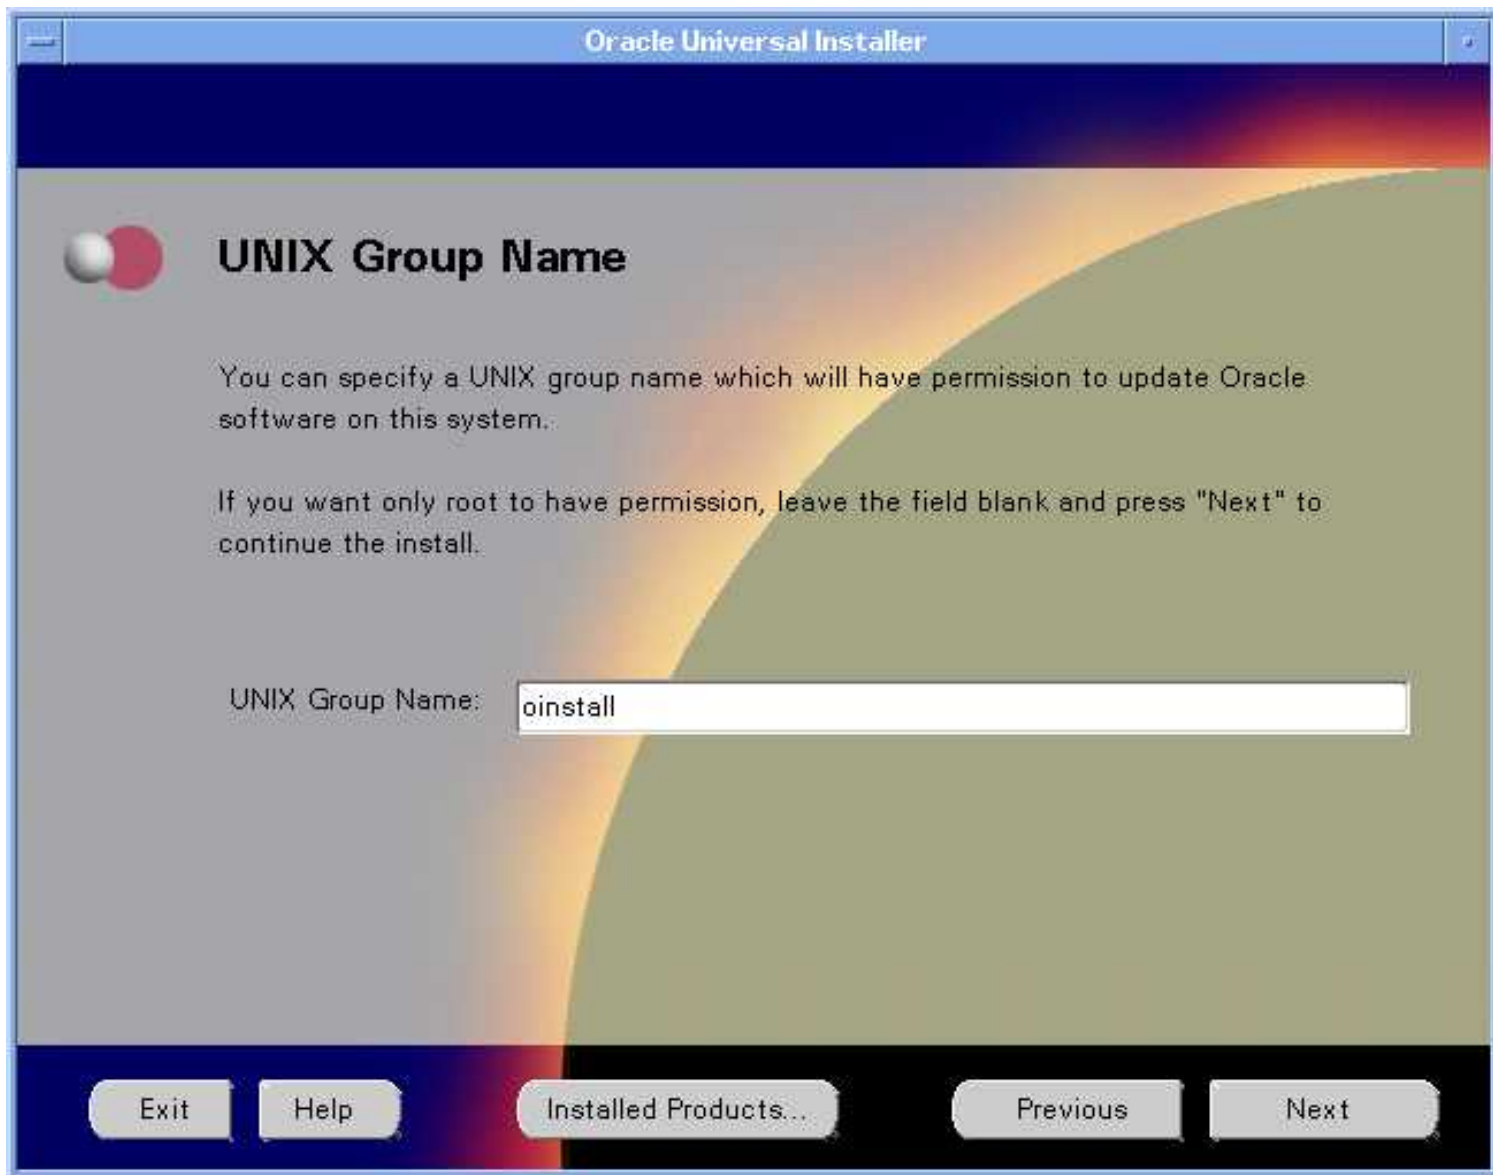 Oracle Universal Installer
UNIX Group Name
You can specify a UNIX group name which will have permission to update Oracle
software on this system.
If you want only root to have permission, leave the field blank and press "Next" to
continue the install.
UNIX Group Name: oinstall
Exit Help Installed Products... Previous Next